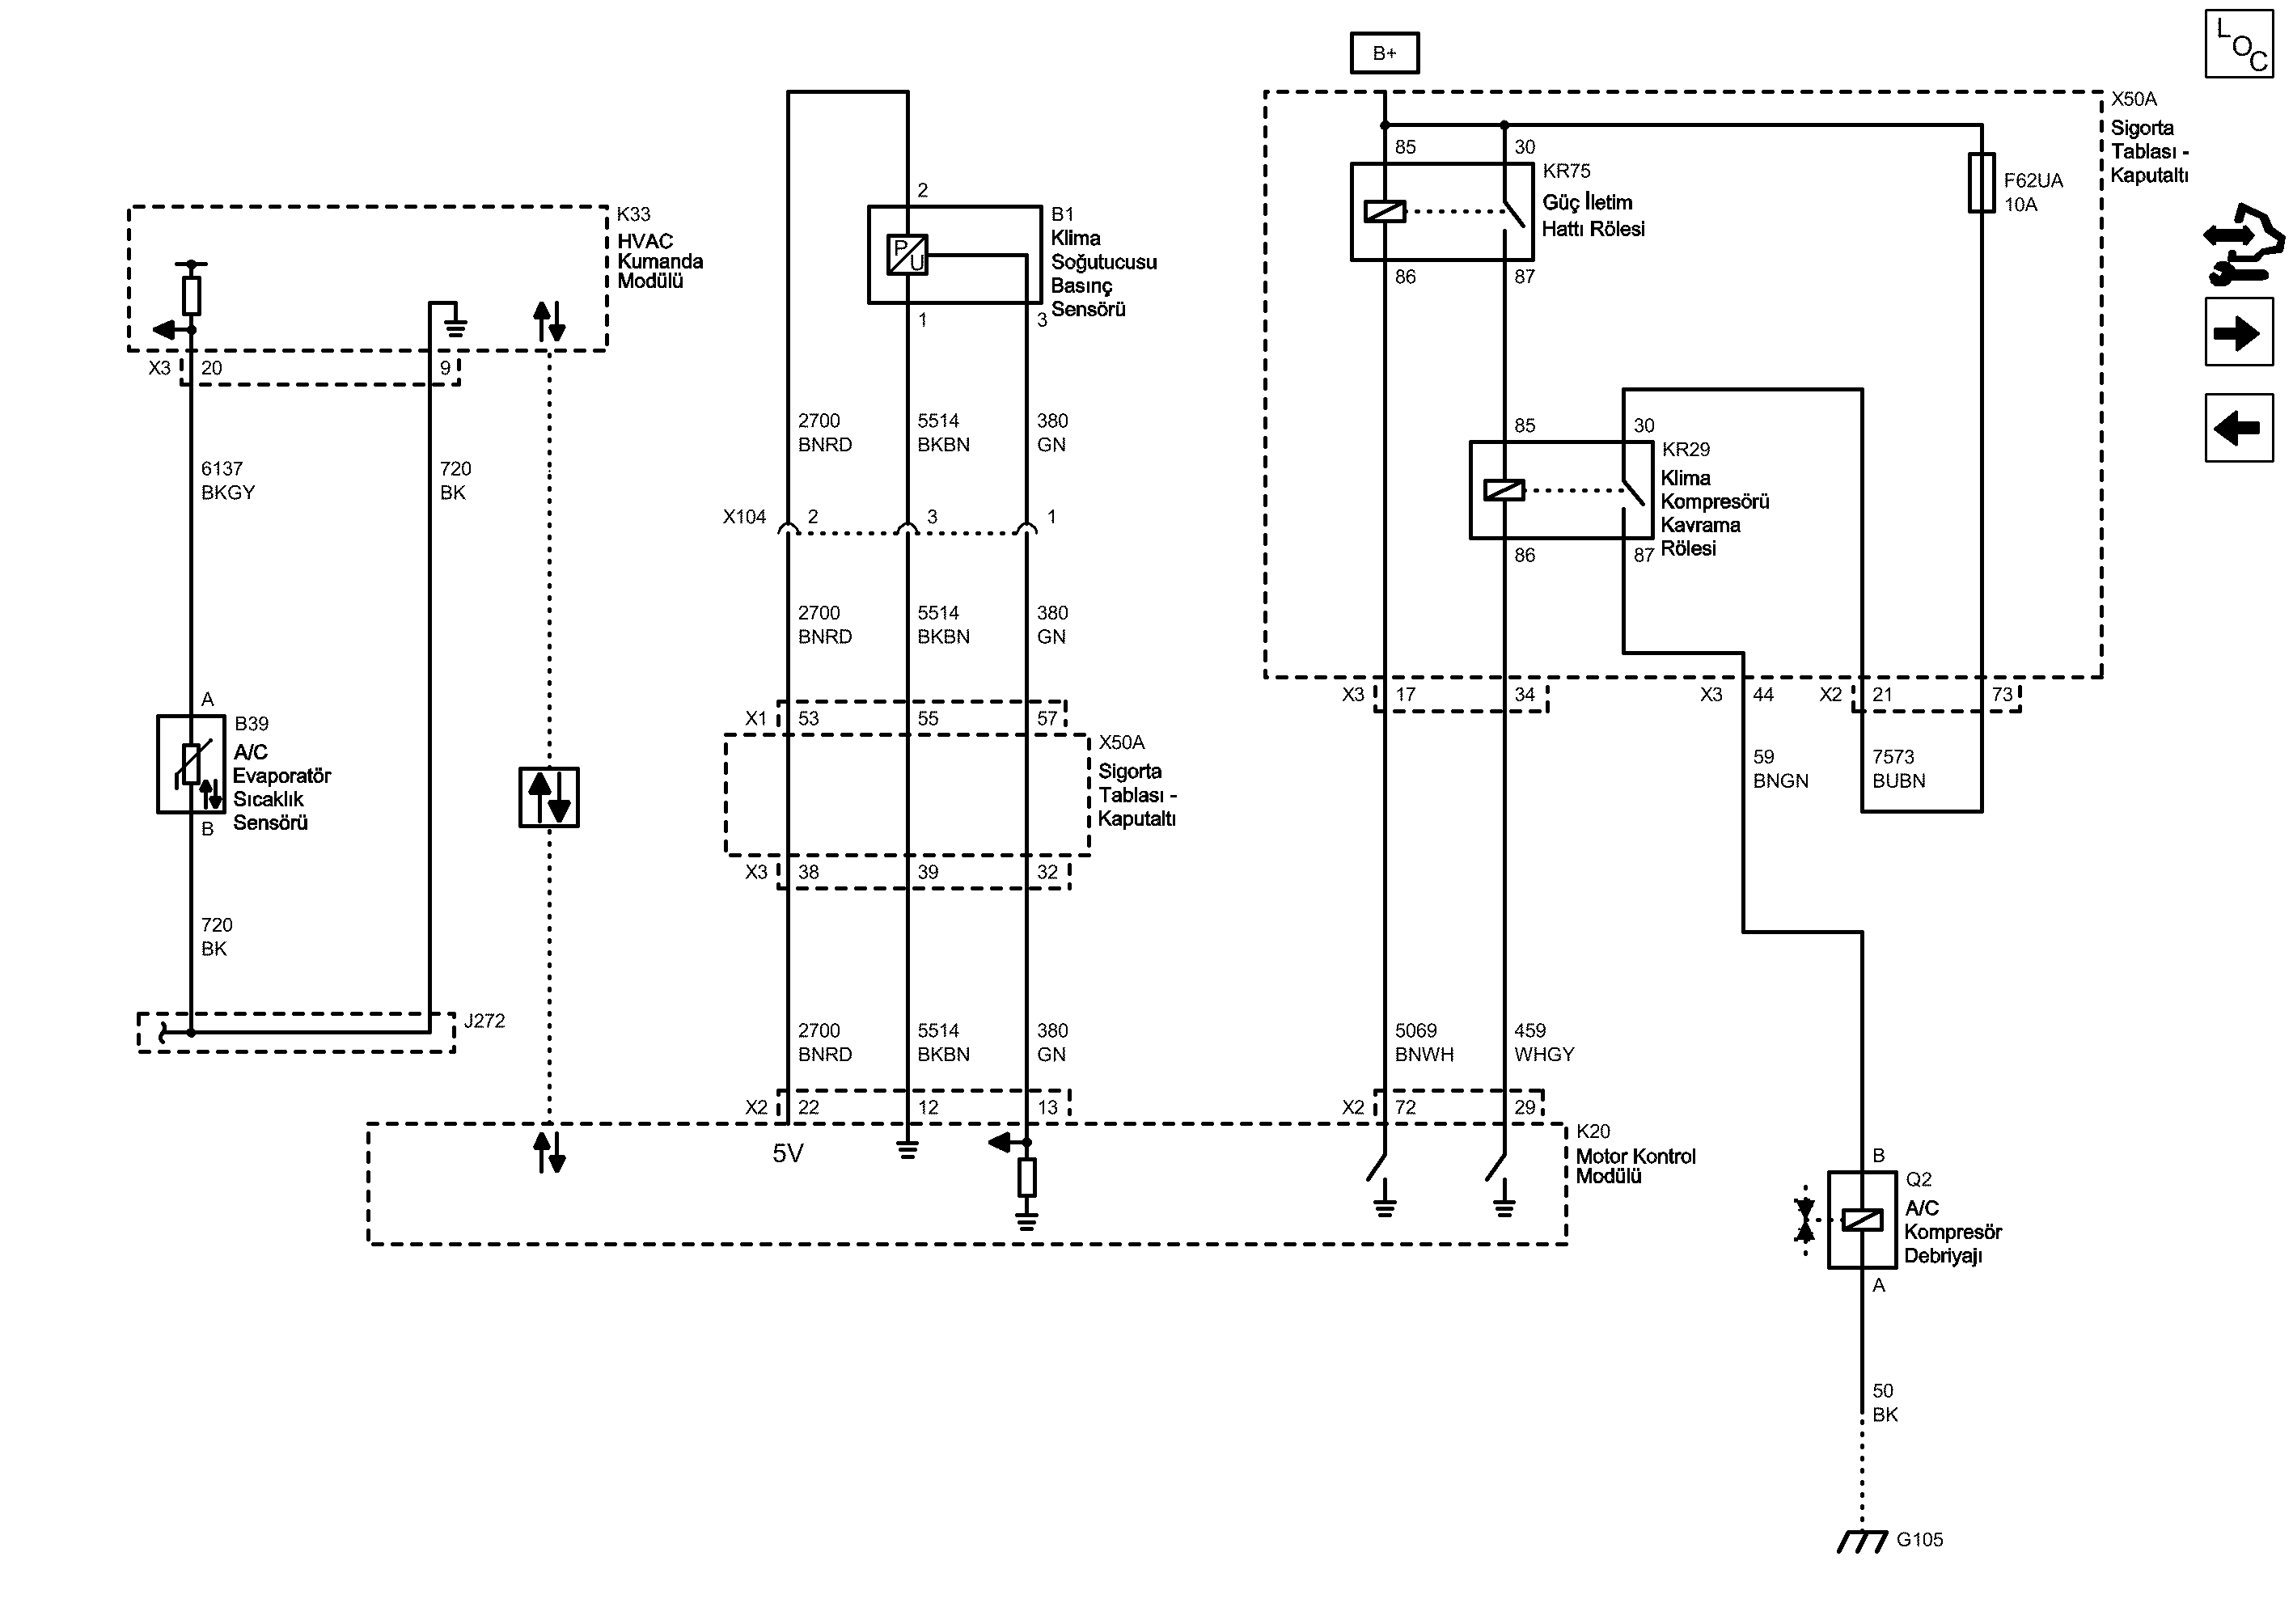 B+
LOC
X50A
Sigorta
Tablası -
Kaputaltı
85
30
KR75
Güç İletim
Hattı Rölesi
86
87
F62UA
10A
85
30
KR29
Klima
Kompresörü
Kavrama
Rölesi
86
87
X3
17
34
X3
44
X2
21
73
59
BNGN
7573
BUBN
K33
HVAC
Kumanda
Modülü
X3
20
9
6137
BKGY
720
BK
A
B39
A/C
Evaporatör
Sıcaklık
Sensörü
B
720
BK
J272
2
B1
Klima
Soğutucusu
Basınç
Sensörü
P
U
1
3
2700
BNRD
5514
BKBN
380
GN
X104
2
3
1
2700
BNRD
5514
BKBN
380
GN
X1
53
55
57
X50A
Sigorta
Tablası -
Kaputaltı
X3
38
39
32
2700
BNRD
5514
BKBN
380
GN
5069
BNWH
459
WHGY
X2
22
12
13
X2
72
29
5V
K20
Motor Kontrol
Modülü
B
Q2
A/C
Kompresör
Debriyajı
A
50
BK
G105